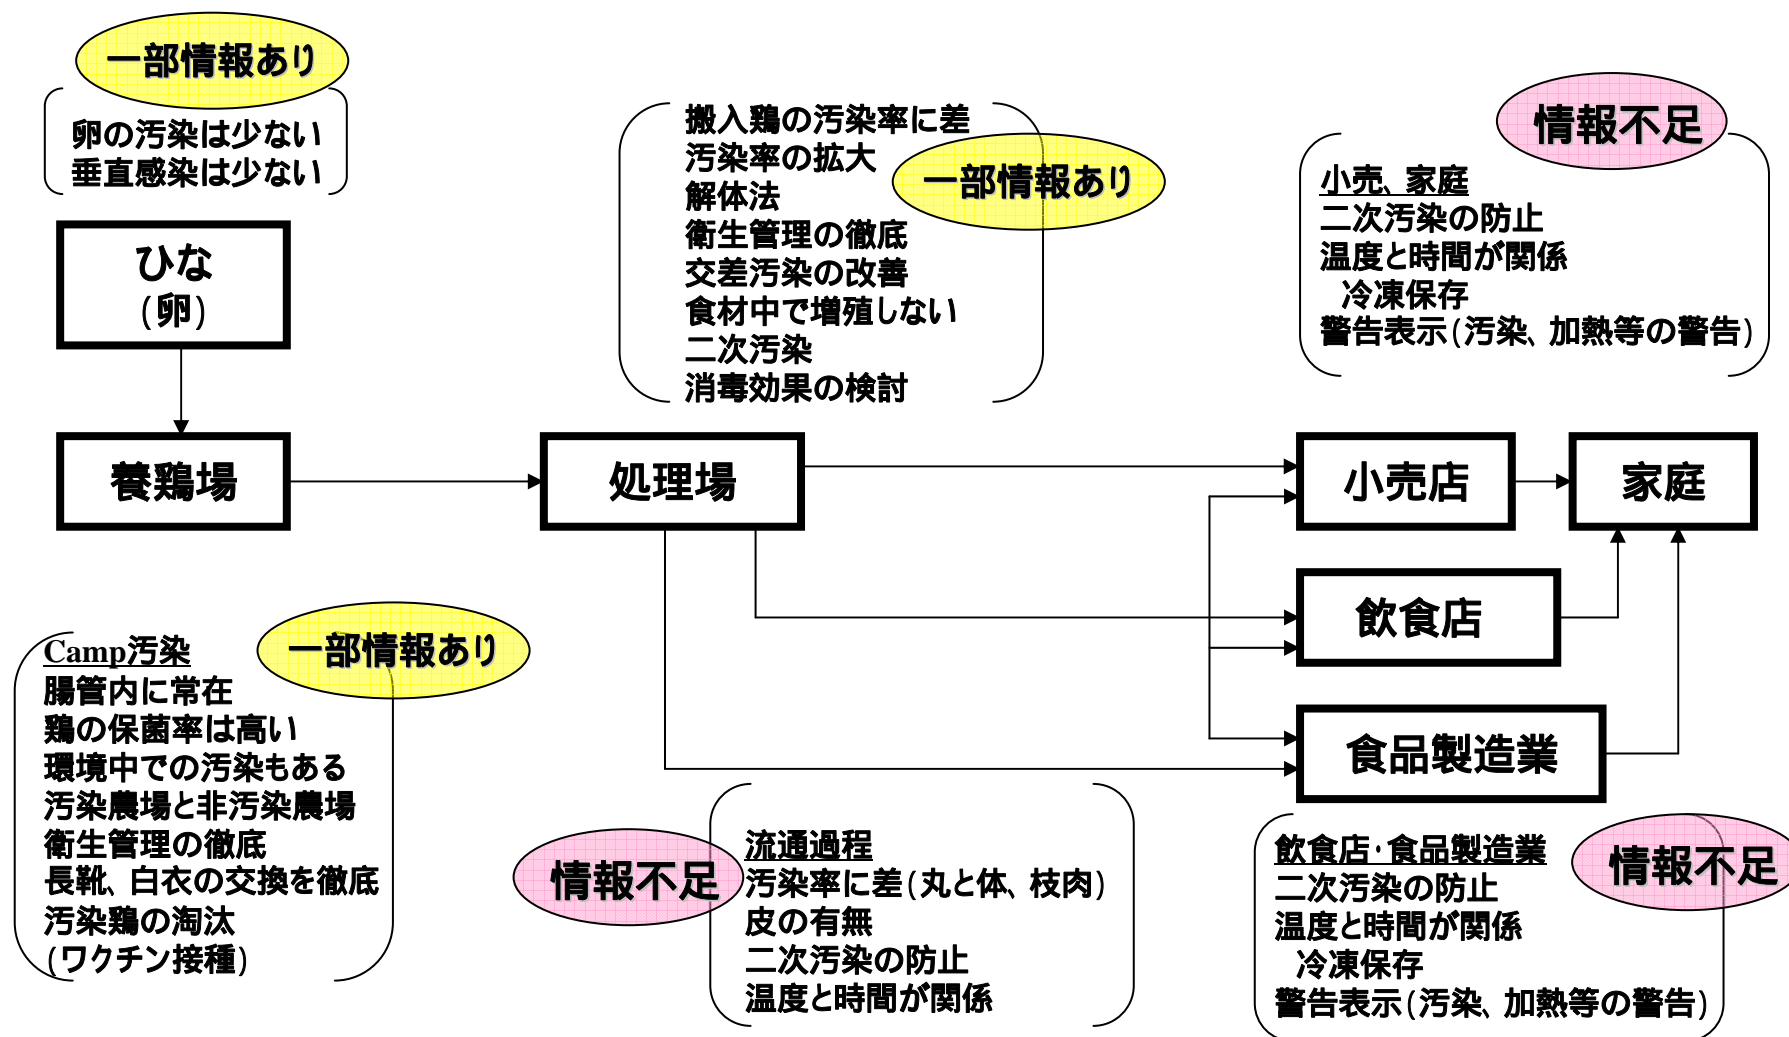 一部情報あり
卵の汚染は少ない
垂直感染は少ない
ひな
(卵)
養鶏場
Camp汚染
一部情報あり
腸管内に常在
鶏の保菌率は高い
環境中での汚染もある
汚染農場と非汚染農場
衛生管理の徹底
長靴、白衣の交換を徹底
汚染鶏の淘汰
(ワクチン接種)
搬入鶏の汚染率に差
汚染率の拡大
一部情報あり
解体法
衛生管理の徹底
交差汚染の改善
食材中で増殖しない
二次汚染
消毒効果の検討
処理場
情報不足
流通過程
汚染率に差(丸と体、枝肉)
皮の有無
二次汚染の防止
温度と時間が関係
情報不足
小売、家庭
二次汚染の防止
温度と時間が関係
冷凍保存
警告表示(汚染、加熱等の警告)
小売店
家庭
飲食店
食品製造業
飲食店・食品製造業
情報不足
二次汚染の防止
温度と時間が関係
冷凍保存
警告表示(汚染、加熱等の警告)